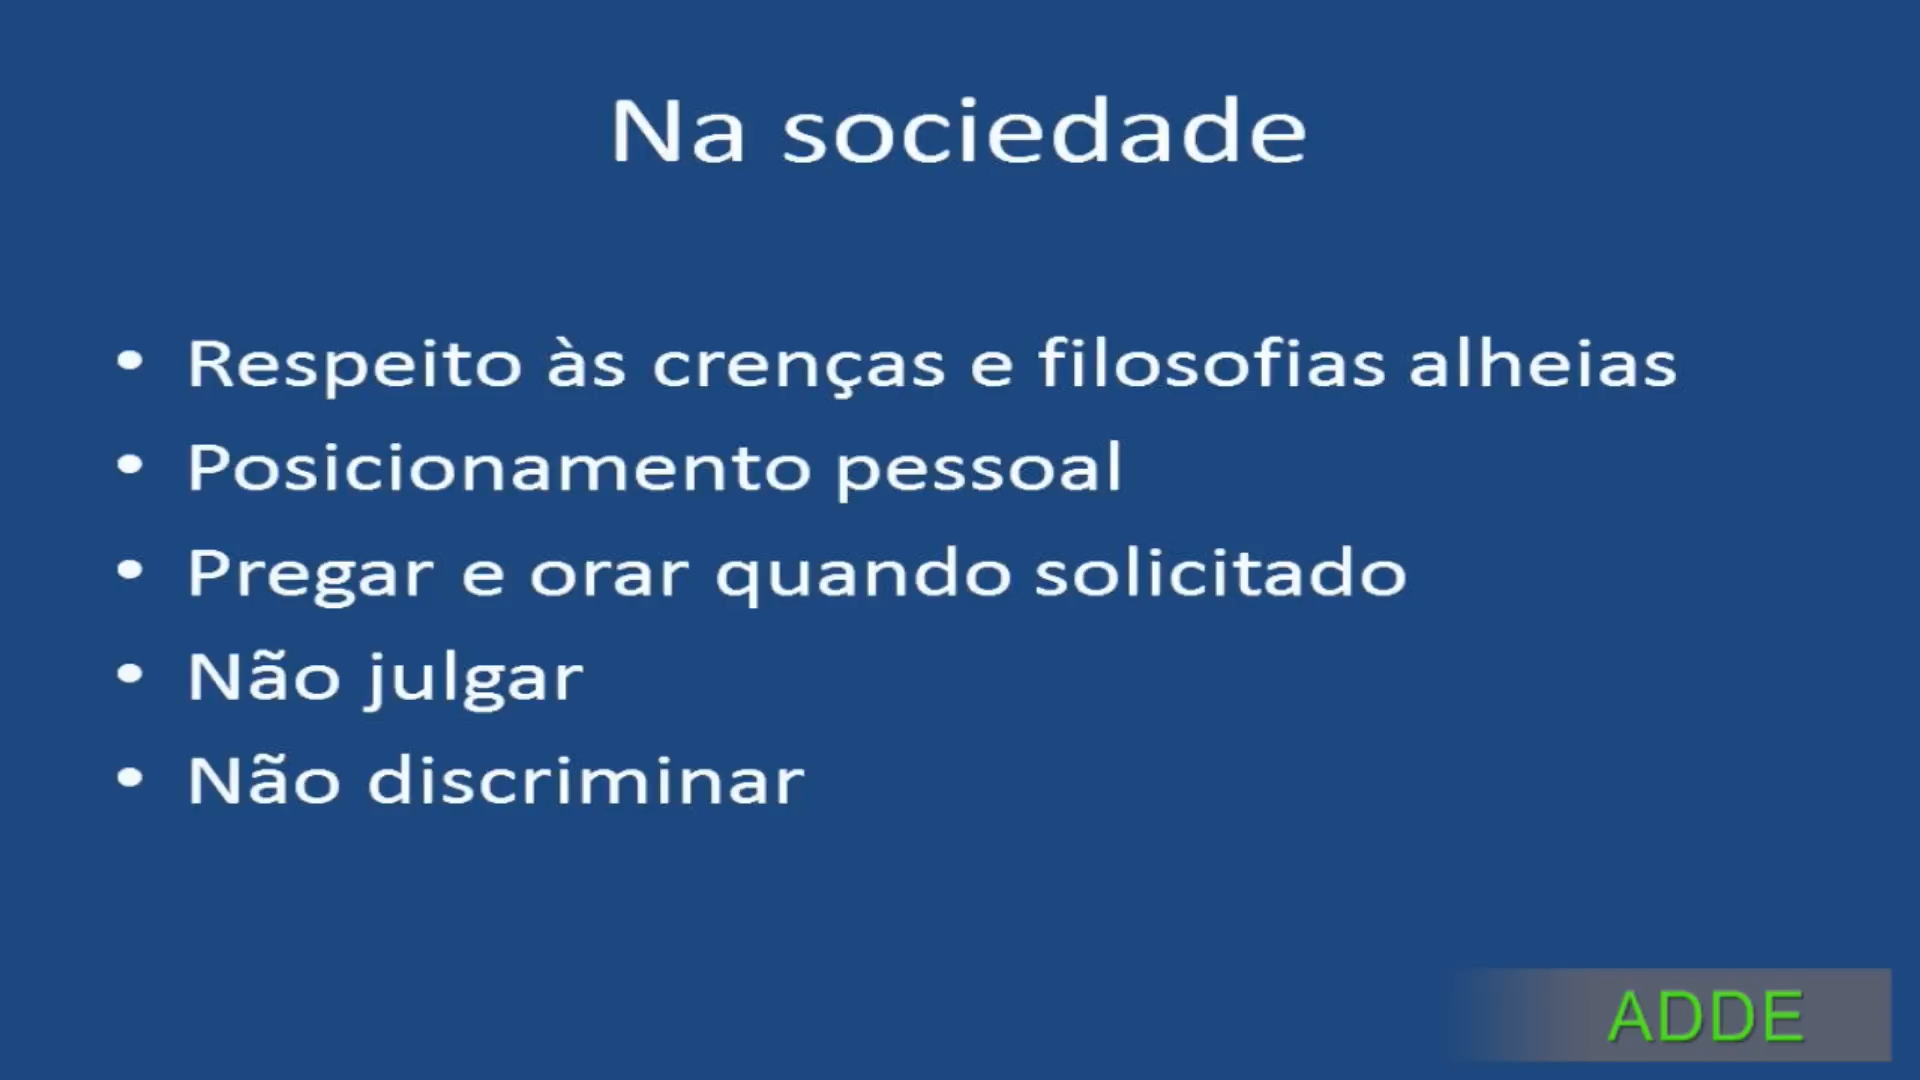 Na sociedade
• Respeito às crenças e filosofias alheias
• Posicionamento pessoal
• Pregar e orar quando solicitado
• Não julgar
• Não discriminar
ADDE